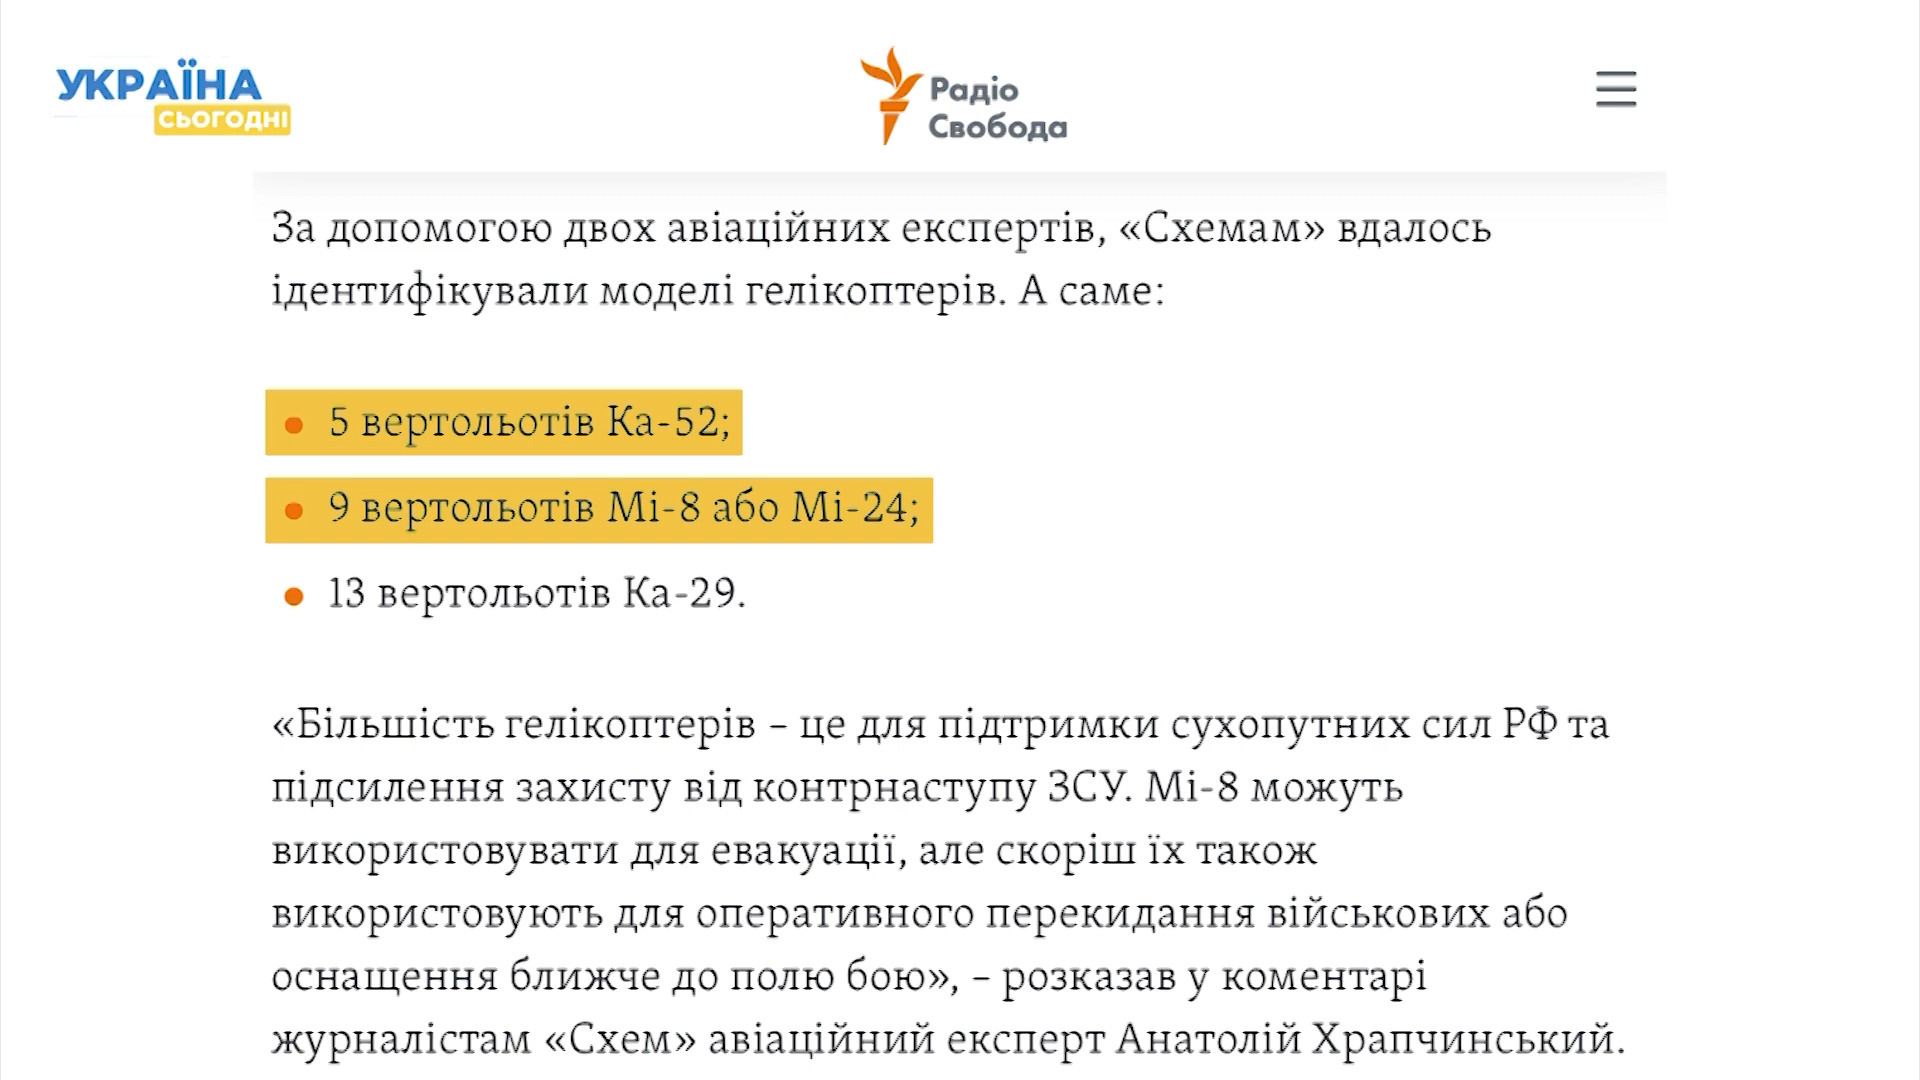 УКРАЇНА
СЬОГОДНІ
Радіо
Свобода
За допомогою двох авіаційних експертів, «Схемам» вдалось
ідентифікували моделі гелікоптерів. А саме:
5 вертольотів Ка-52;
9 вертольотів Мі-8 або Мі-24;
13 вертольотів Ка-29.
«Більшість гелікоптерів – це для підтримки сухопутних сил РФ та
підсилення захисту від контрнаступу ЗСУ. Мі-8 можуть
використовувати для евакуації, але скоріш їх також
використовують для оперативного перекидання військових або
оснащення ближче до полю бою», – розказав у коментарі
журналістам «Схем» авіаційний експерт Анатолій Храпчинський.